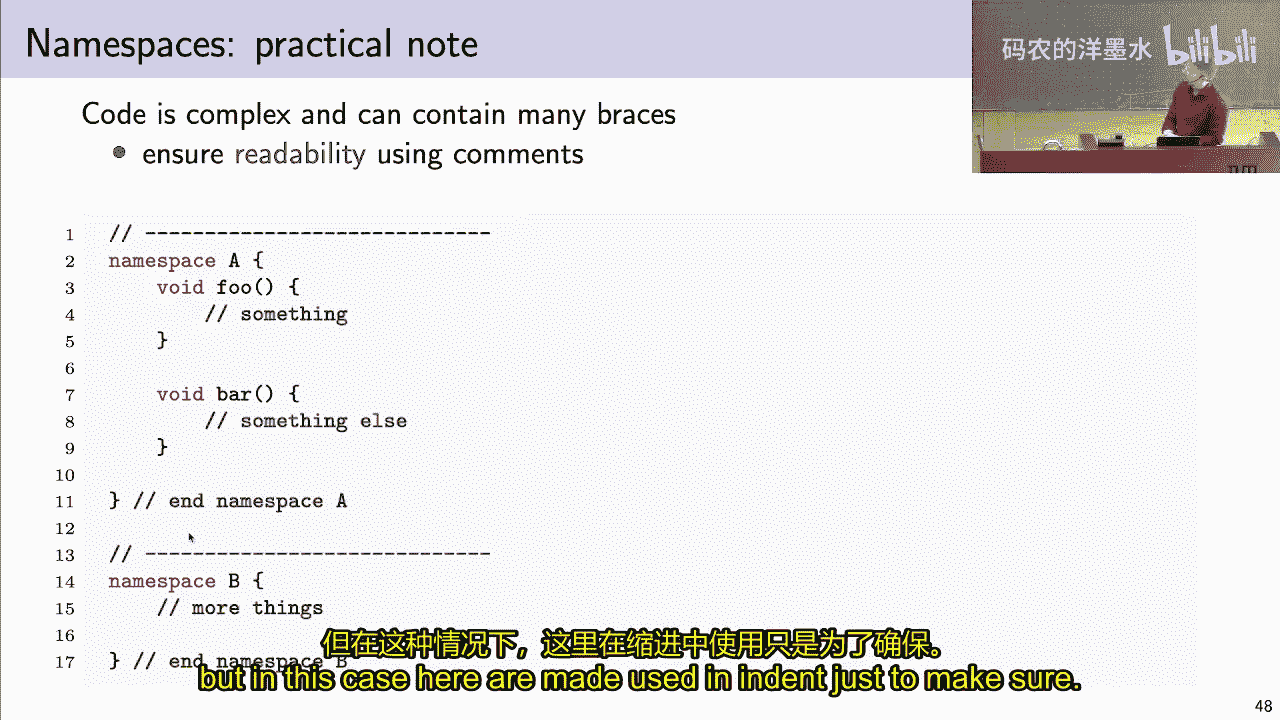 Namespaces: practical note
码农的洋墨水 bilibili
Code is complex and can contain many braces
● ensure readability using comments
1 // -----------------------------
2 namespace A {
3 void foo() {
4 // something
5 }
6
7 void bar() {
8 // something else
9 }
10
11 } // end namespace A
12
13 // -----------------------------
14 namespace B {
15 // more things
16
17 } // end namespace B
但在这种情况下，这里在缩进中使用只是为了确保。
but in this case here are made used in indent just to make sure.
48